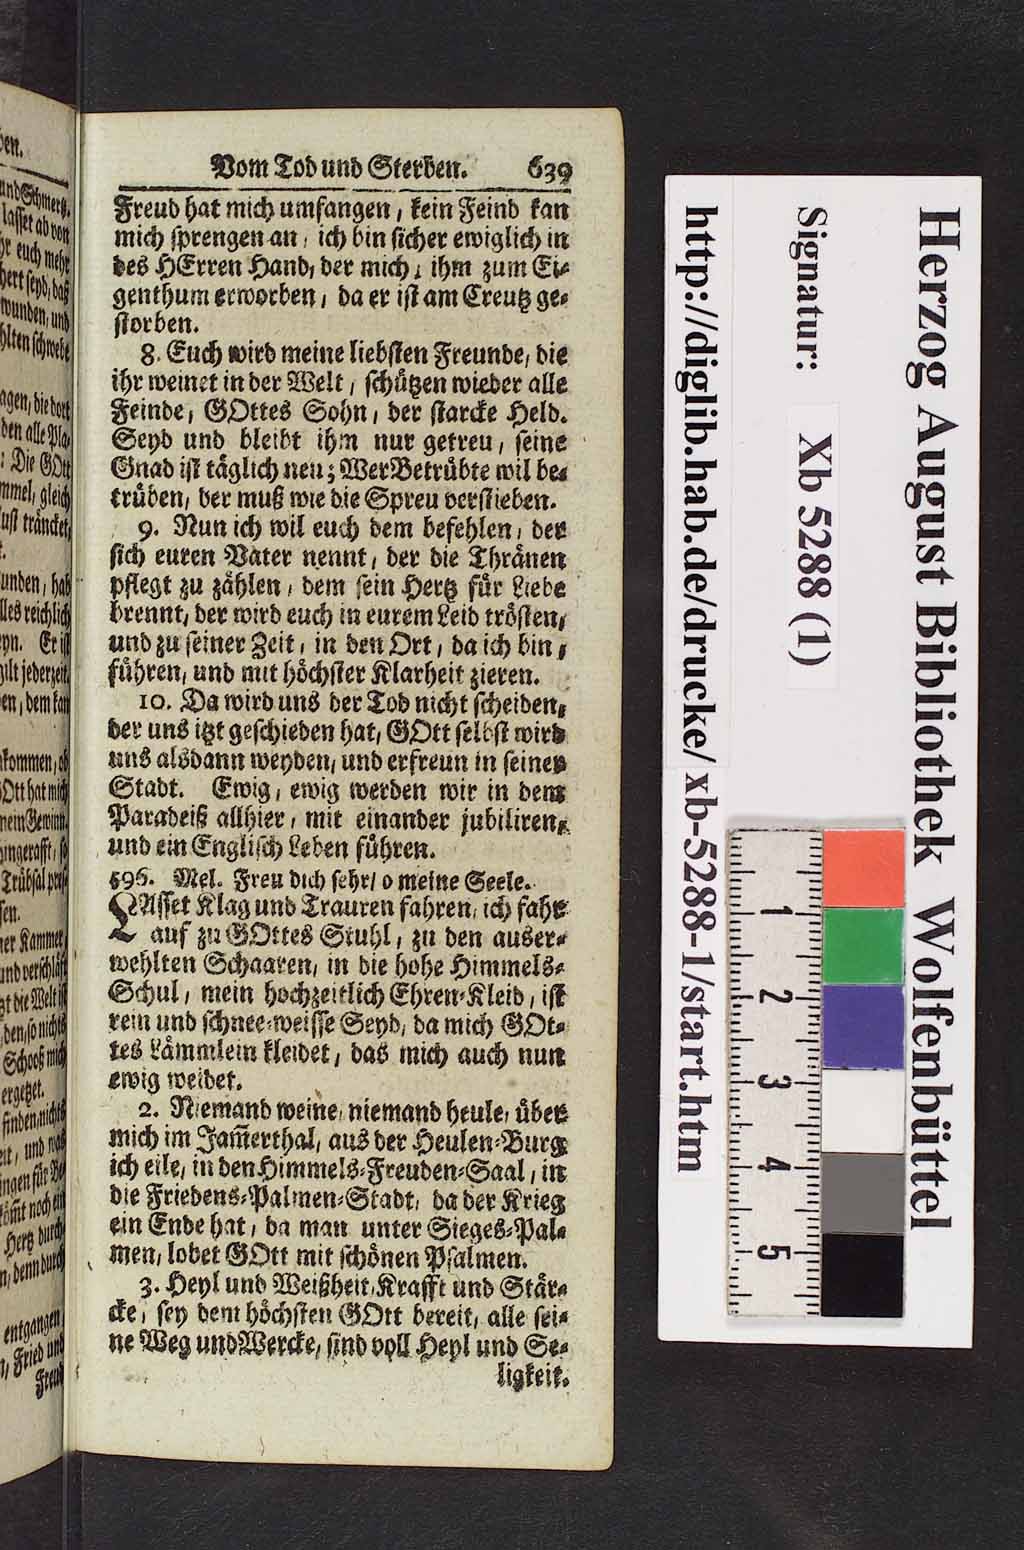 Vom Tod und Sterben. 639
Freud hat mich umfangen, kein Feind kan
mich sprengen an, ich bin sicher ewiglich in
des HErren Hand, der mich, ihm zum Ei-
genthum erworben, da er ist am Creutz ge-
storben.
8. Euch wird meine liebsten Freunde, die
ihr weinet in der Welt, schützen wieder alle
Feinde, GOttes Sohn, der starcke Held.
Seyd und bleibt ihm nur getreu, seine
Gnad ist täglich neu; Wer Betrübte wil be-
trüben, der muß wie die Spreu verstieben.
9. Nun ich wil euch dem befehlen, der
sich euren Vater nennt, der die Thränen
pflegt zu zählen, dem sein Hertz für Liebe
brennt, der wird euch in eurem Leid trösten,
und zu seiner Zeit, in den Ort, da ich bin,
führen, und mit höchster Klarheit zieren.
10. Da wird uns der Tod nicht scheiden,
der uns itzt geschieden hat, GOtt selbst wird
uns alsdann weyden, und erfreun in seiner
Stadt. Ewig, ewig werden wir in dem
Paradeiß allhier, mit einander jubiliren,
und ein Englisch Leben führen.
596. Mel. Freu dich sehr/ o meine Seele.
LAsset Klag und Trauren fahren, ich fahr
auf zu GOttes Stuhl, zu den auser-
wehlten Schaaren, in die hohe Himmels-
Schul, mein hochzeitlich Ehren-Kleid, ist
rein und schnee-weisse Seyd, da mich GOt-
tes Lämmlein kleidet, das mich auch nun
ewig weidet.
2. Niemand weine, niemand heule, über
mich im Jam̃erthal, aus der Heulen-Burg
ich eile, in den Himmels-Freuden-Saal, in
die Friedens-Palmen-Stadt, da der Krieg
ein Ende hat, da man unter Sieges-Pal-
men, lobet GOtt mit schönen Psalmen.
3. Heyl und Weißheit, Krafft und Stär-
cke, sey dem höchsten GOtt bereit, alle sei-
ne Weg und Wercke, sind voll Heyl und Se-
ligkeit.
Herzog August Bibliothek Wolfenbüttel
Signatur: Xb 5288 (1)
http://diglib.hab.de/drucke/xb-5288-1/start.htm
1
2
3
4
5